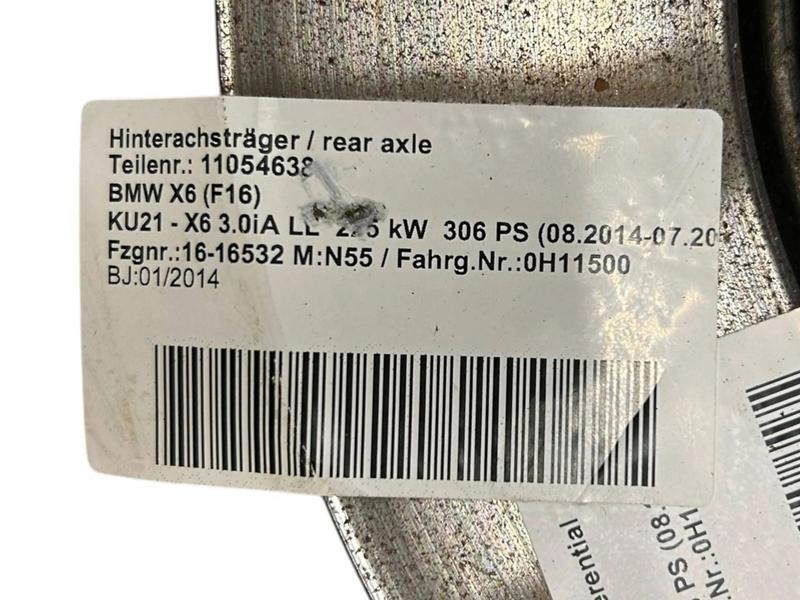 Hinterachsträger / rear axle
Teilenr.: 11054638
BMW X6 (F16)
KU21 - X6 3.0iA LL 225 kW 306 PS (08.2014-07.20
Fzgnr.:16-16532 M:N55 / Fahrg.Nr.:0H11500
BJ:01/2014
erential
PS (08.
Nr.:0H1